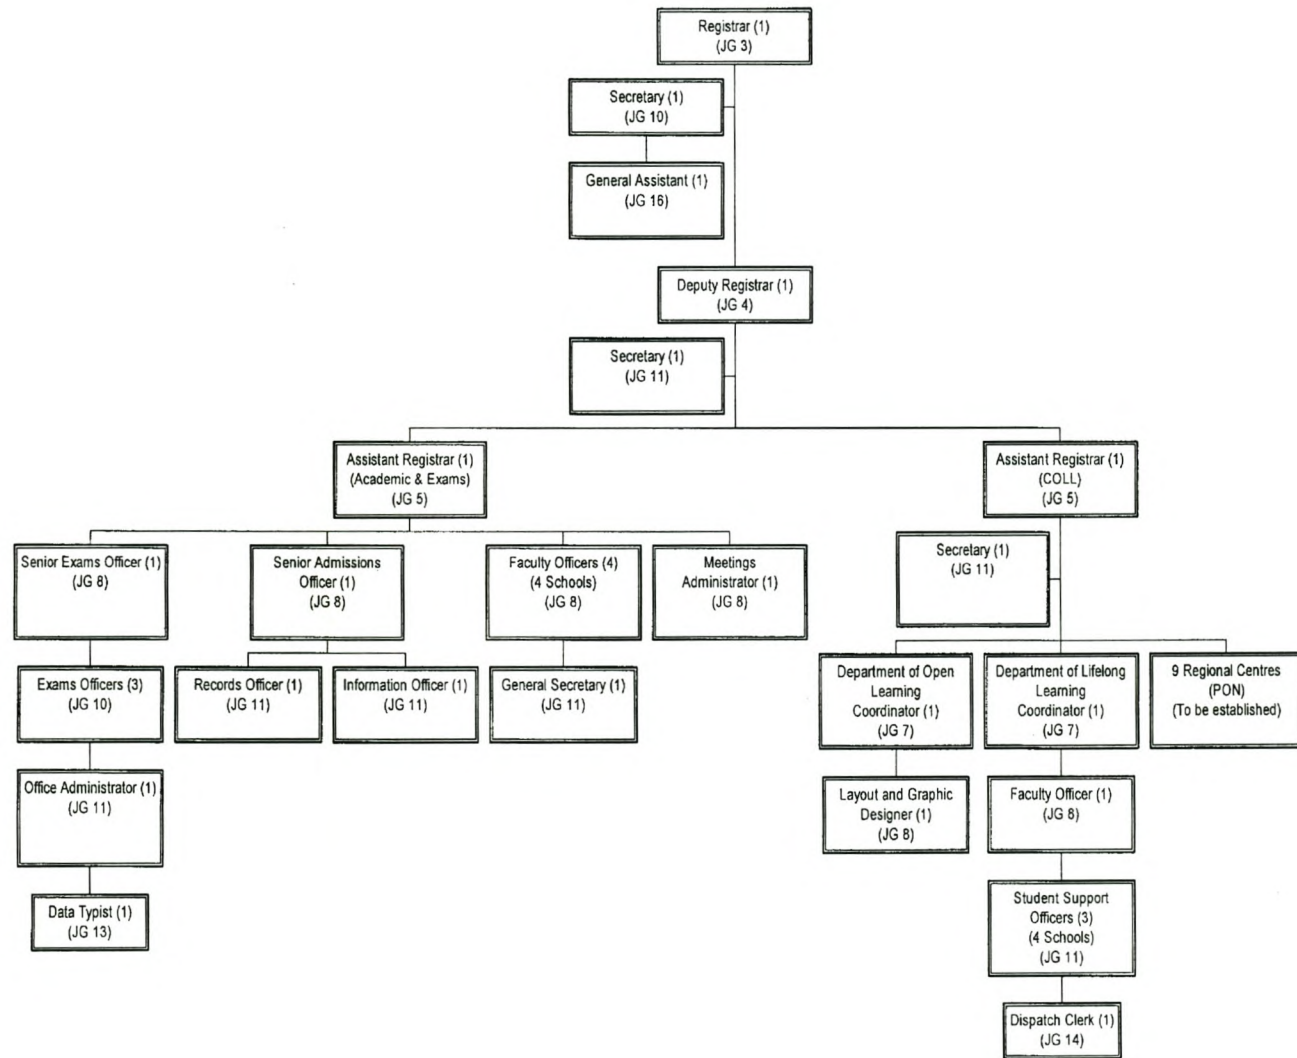 Registrar (1)
(JG 3)
Secretary (1)
(JG 10)
General Assistant (1)
(JG 16)
Deputy Registrar (1)
(JG 4)
Secretary (1)
(JG 11)
Assistant Registrar (1)
(Academic & Exams)
(JG 5)
Assistant Registrar (1)
(COLL)
(JG 5)
Senior Exams Officer (1)
(JG 8)
Senior Admissions
Officer (1)
(JG 8)
Faculty Officers (4)
(4 Schools)
(JG 8)
Meetings
Administrator (1)
(JG 8)
Secretary (1)
(JG 11)
Exams Officers (3)
(JG 10)
Records Officer (1)
(JG 11)
Information Officer (1)
(JG 11)
General Secretary (1)
(JG 11)
Department of Open
Learning
Coordinator (1)
(JG 7)
Department of Lifelong
Learning
Coordinator (1)
(JG 7)
9 Regional Centres
(PON)
(To be established)
Office Administrator (1)
(JG 11)
Layout and Graphic
Designer (1)
(JG 8)
Faculty Officer (1)
(JG 8)
Data Typist (1)
(JG 13)
Student Support
Officers (3)
(4 Schools)
(JG 11)
Dispatch Clerk (1)
(JG 14)